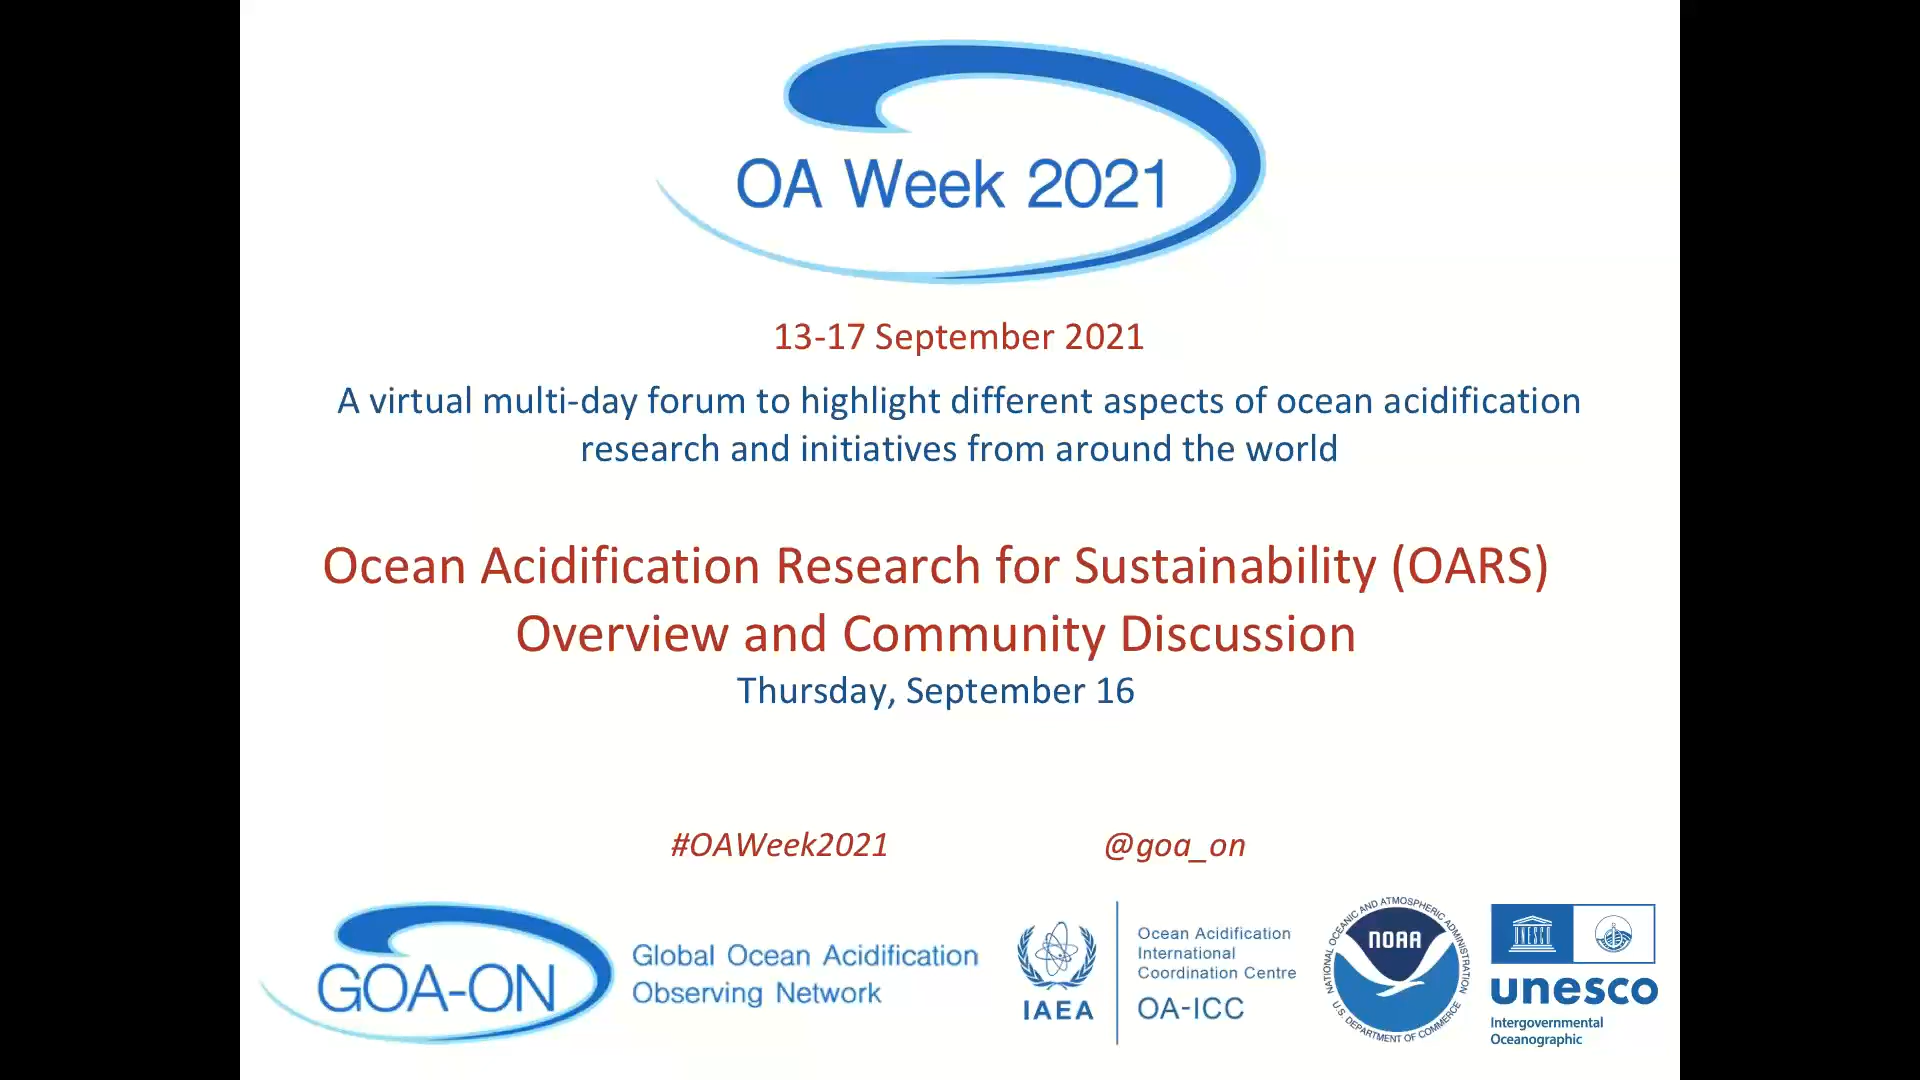 OA Week 2021
13-17 September 2021
A virtual multi-day forum to highlight different aspects of ocean acidification
research and initiatives from around the world
Ocean Acidification Research for Sustainability (OARS)
Overview and Community Discussion
Thursday, September 16
#OAWeek2021 @goa_on
GOA-ON
Global Ocean Acidification
Observing Network
IAEA
Ocean Acidification
International
Coordination Centre
OA-ICC
NATIONAL OCEANIC AND ATMOSPHERIC ADMINISTRATION
NOAA
U.S. DEPARTMENT OF COMMERCE
UNESCO
unesco
Intergovernmental
Oceanographic